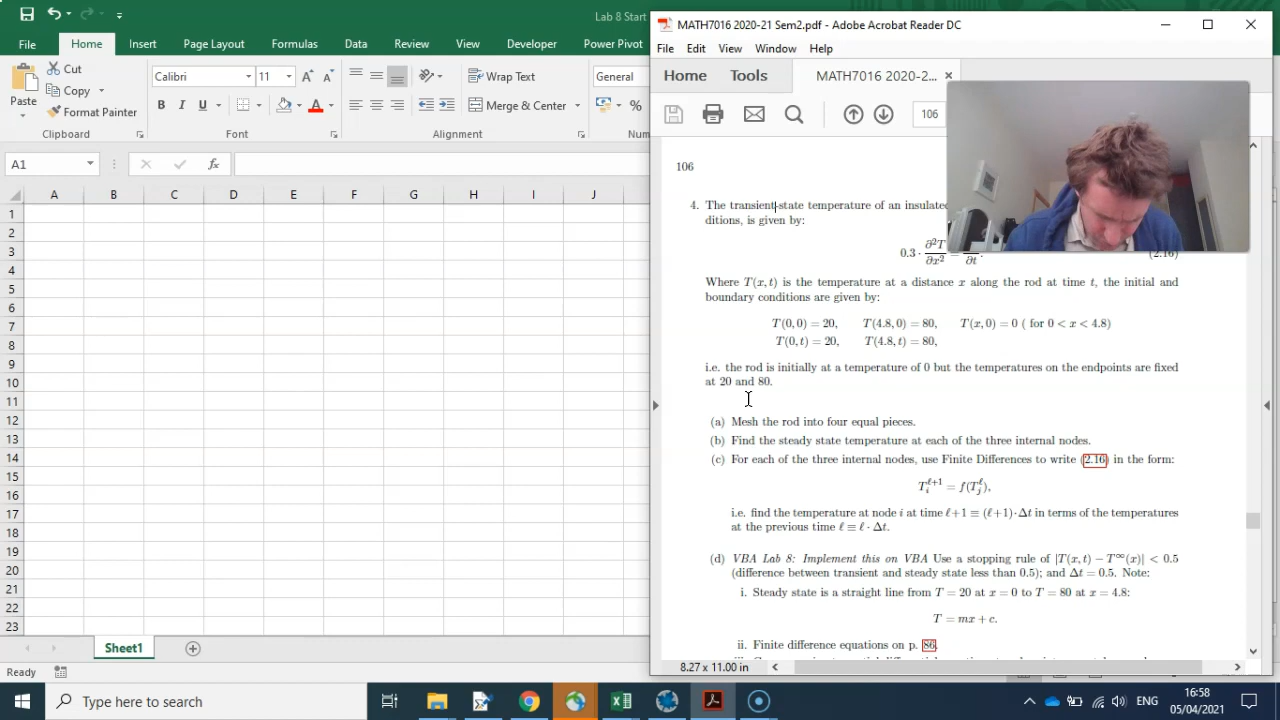 Lab 8 Start
File Home Insert Page Layout Formulas Data Review View Developer Power Pivot
Paste
Cut
Copy
Format Painter
Clipboard
Calibri 11
B I U
Font
Wrap Text
Merge & Center
Alignment
General
%
Num
A1
fx
A B C D E F G H I J
1
2
3
4
5
6
7
8
9
10
11
12
13
14
15
16
17
18
19
20
21
22
23
Sheet1
Ready
MATH7016 2020-21 Sem2.pdf - Adobe Acrobat Reader DC
File Edit View Window Help
Home Tools MATH7016 2020-2... ×
106
106
4. The transient-state temperature of an insulated
ditions, is given by:
0.3 · ∂²T/∂x² = /∂t. (2.16)
Where T(x, t) is the temperature at a distance x along the rod at time t, the initial and
boundary conditions are given by:
T(0,0) = 20, T(4.8,0) = 80, T(x,0) = 0 ( for 0 < x < 4.8)
T(0,t) = 20, T(4.8,t) = 80,
i.e. the rod is initially at a temperature of 0 but the temperatures on the endpoints are fixed
at 20 and 80.
(a) Mesh the rod into four equal pieces.
(b) Find the steady state temperature at each of the three internal nodes.
(c) For each of the three internal nodes, use Finite Differences to write (2.16) in the form:
Tᵢ^{ℓ+1} = f(Tⱼ^ℓ),
i.e. find the temperature at node i at time ℓ+1 ≡ (ℓ+1)·Δt in terms of the temperatures
at the previous time ℓ ≡ ℓ · Δt.
(d) VBA Lab 8: Implement this on VBA Use a stopping rule of |T(x, t) − T^∞(x)| < 0.5
(difference between transient and steady state less than 0.5); and Δt = 0.5. Note:
i. Steady state is a straight line from T = 20 at x = 0 to T = 80 at x = 4.8:
T = mx + c.
ii. Finite difference equations on p. 86.
8.27 x 11.00 in
Type here to search
ENG
16:58
05/04/2021